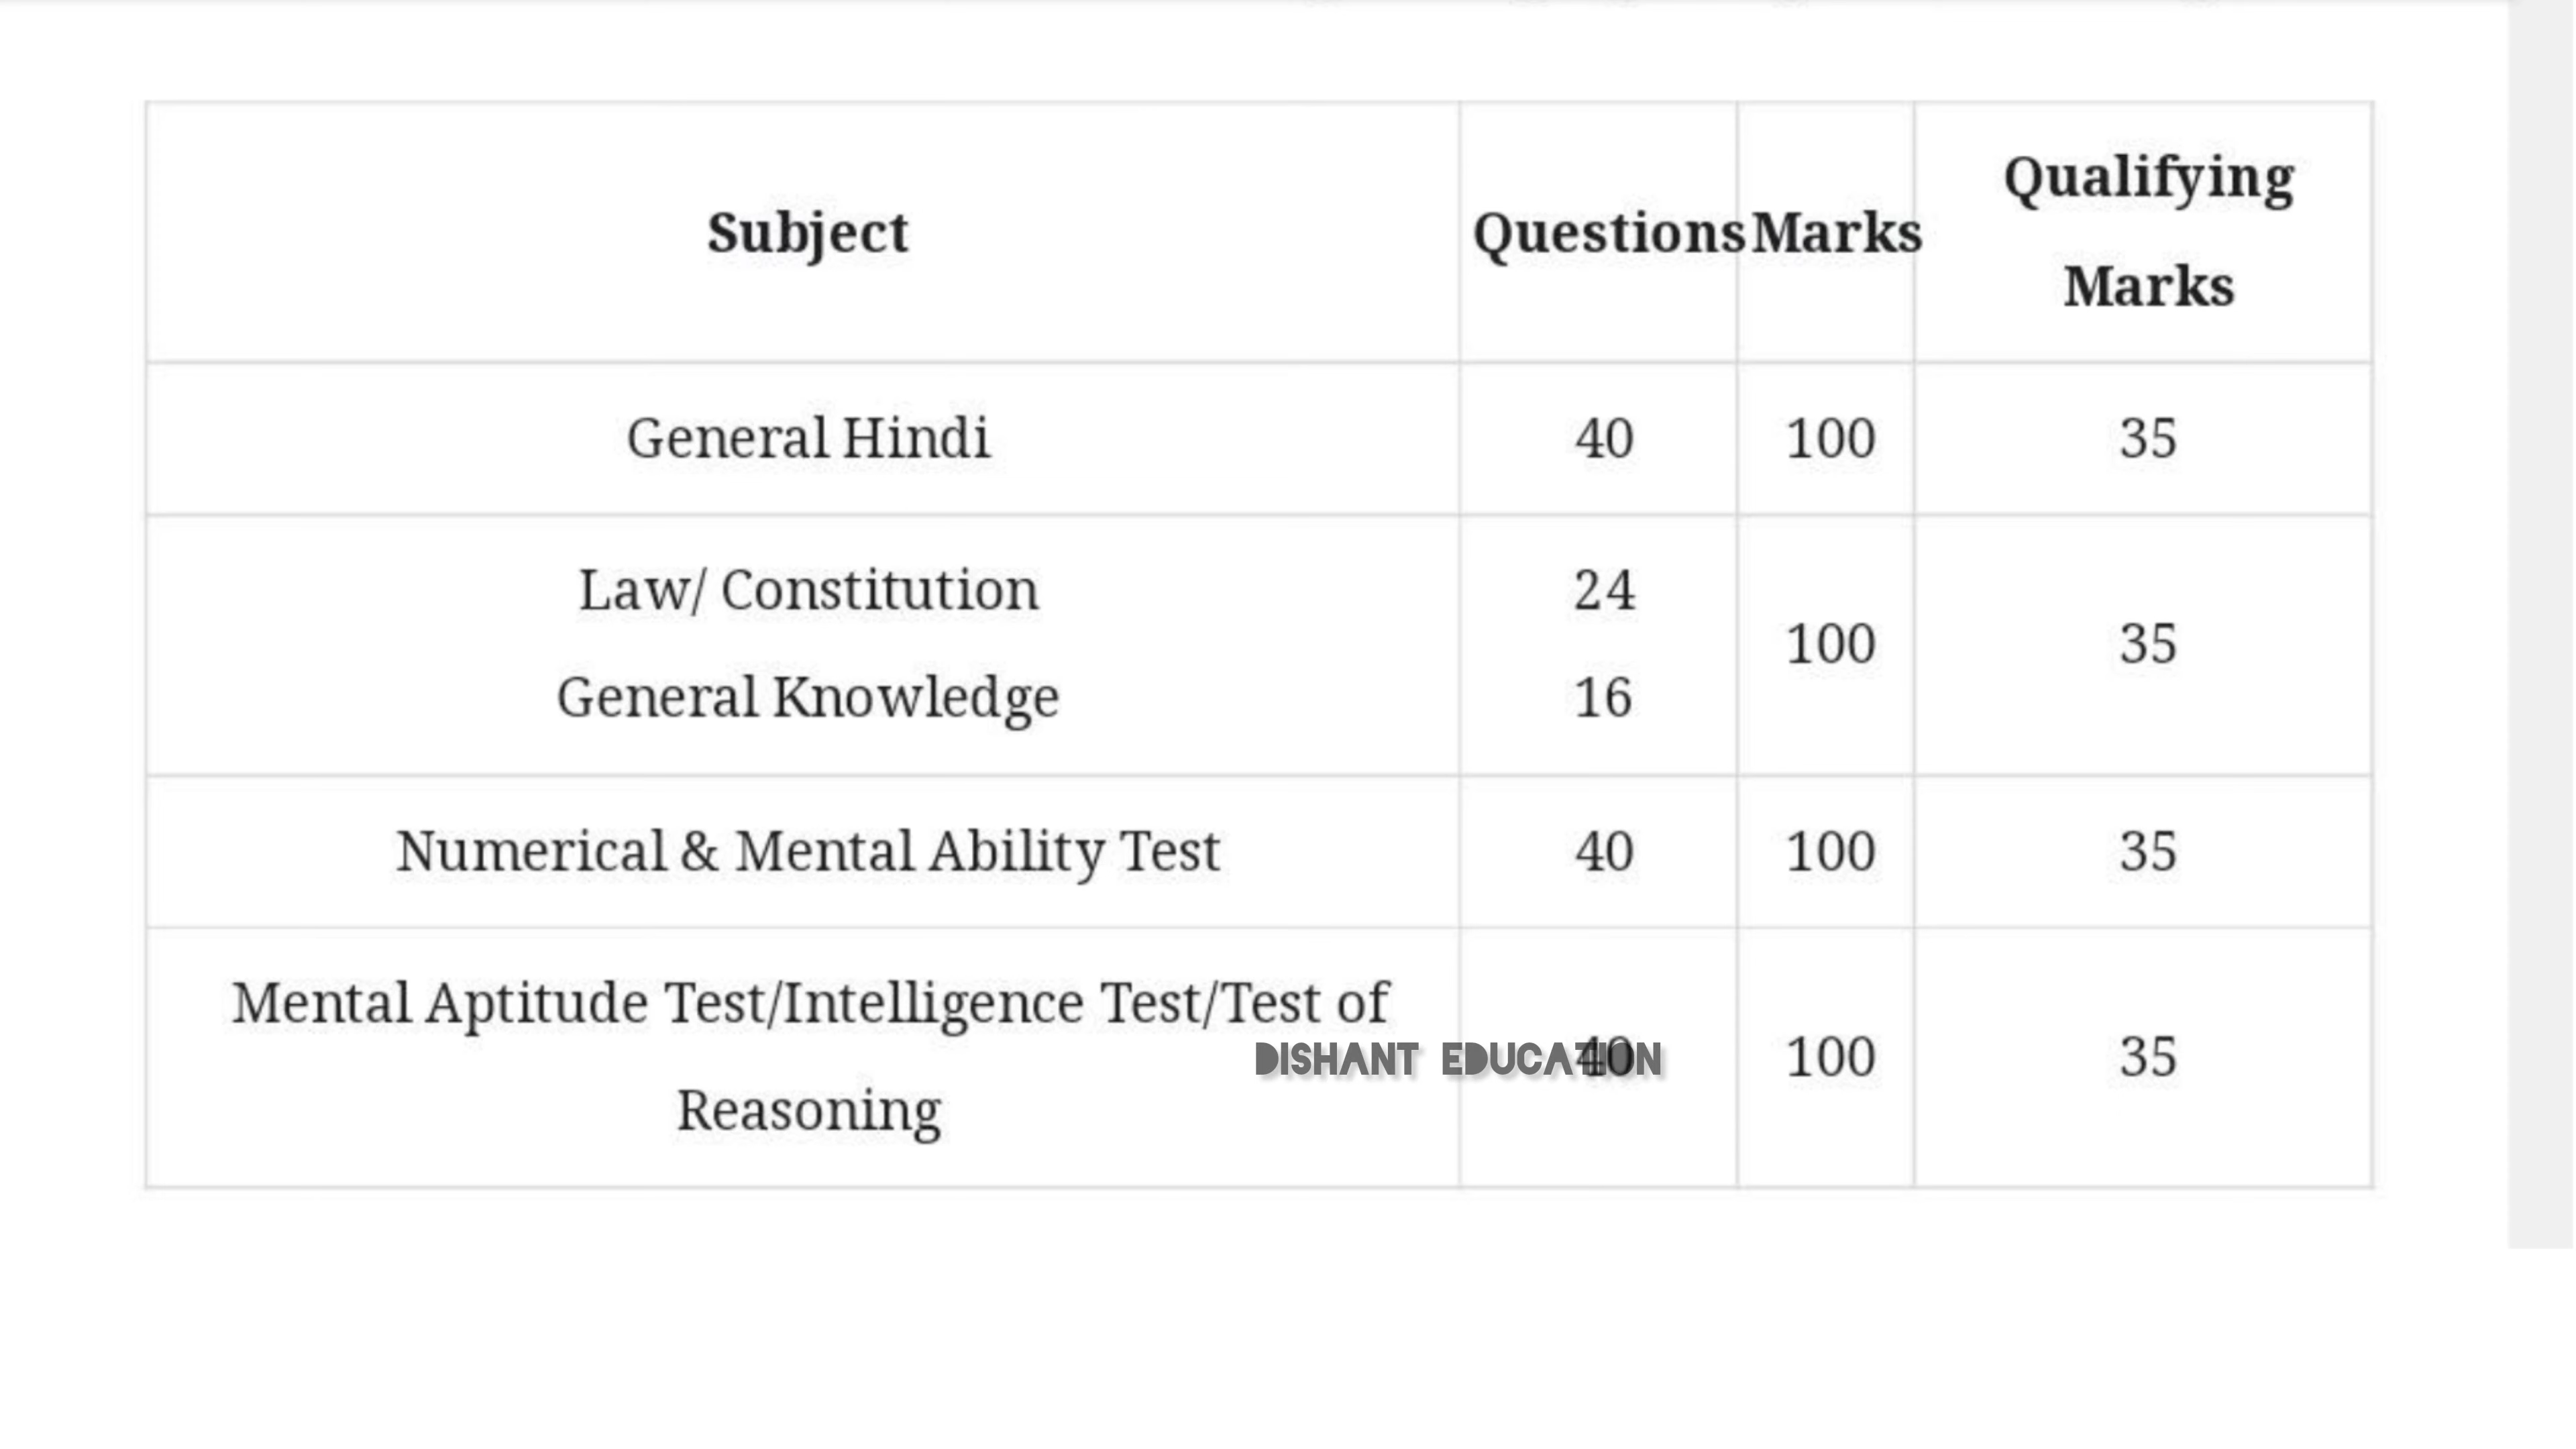 Subject Questions Marks Qualifying Marks
General Hindi 40 100 35
Law/ Constitution 24
General Knowledge 16
100 35
Numerical & Mental Ability Test 40 100 35
Mental Aptitude Test/Intelligence Test/Test of
Reasoning
40 100 35
DISHANT EDUCATION